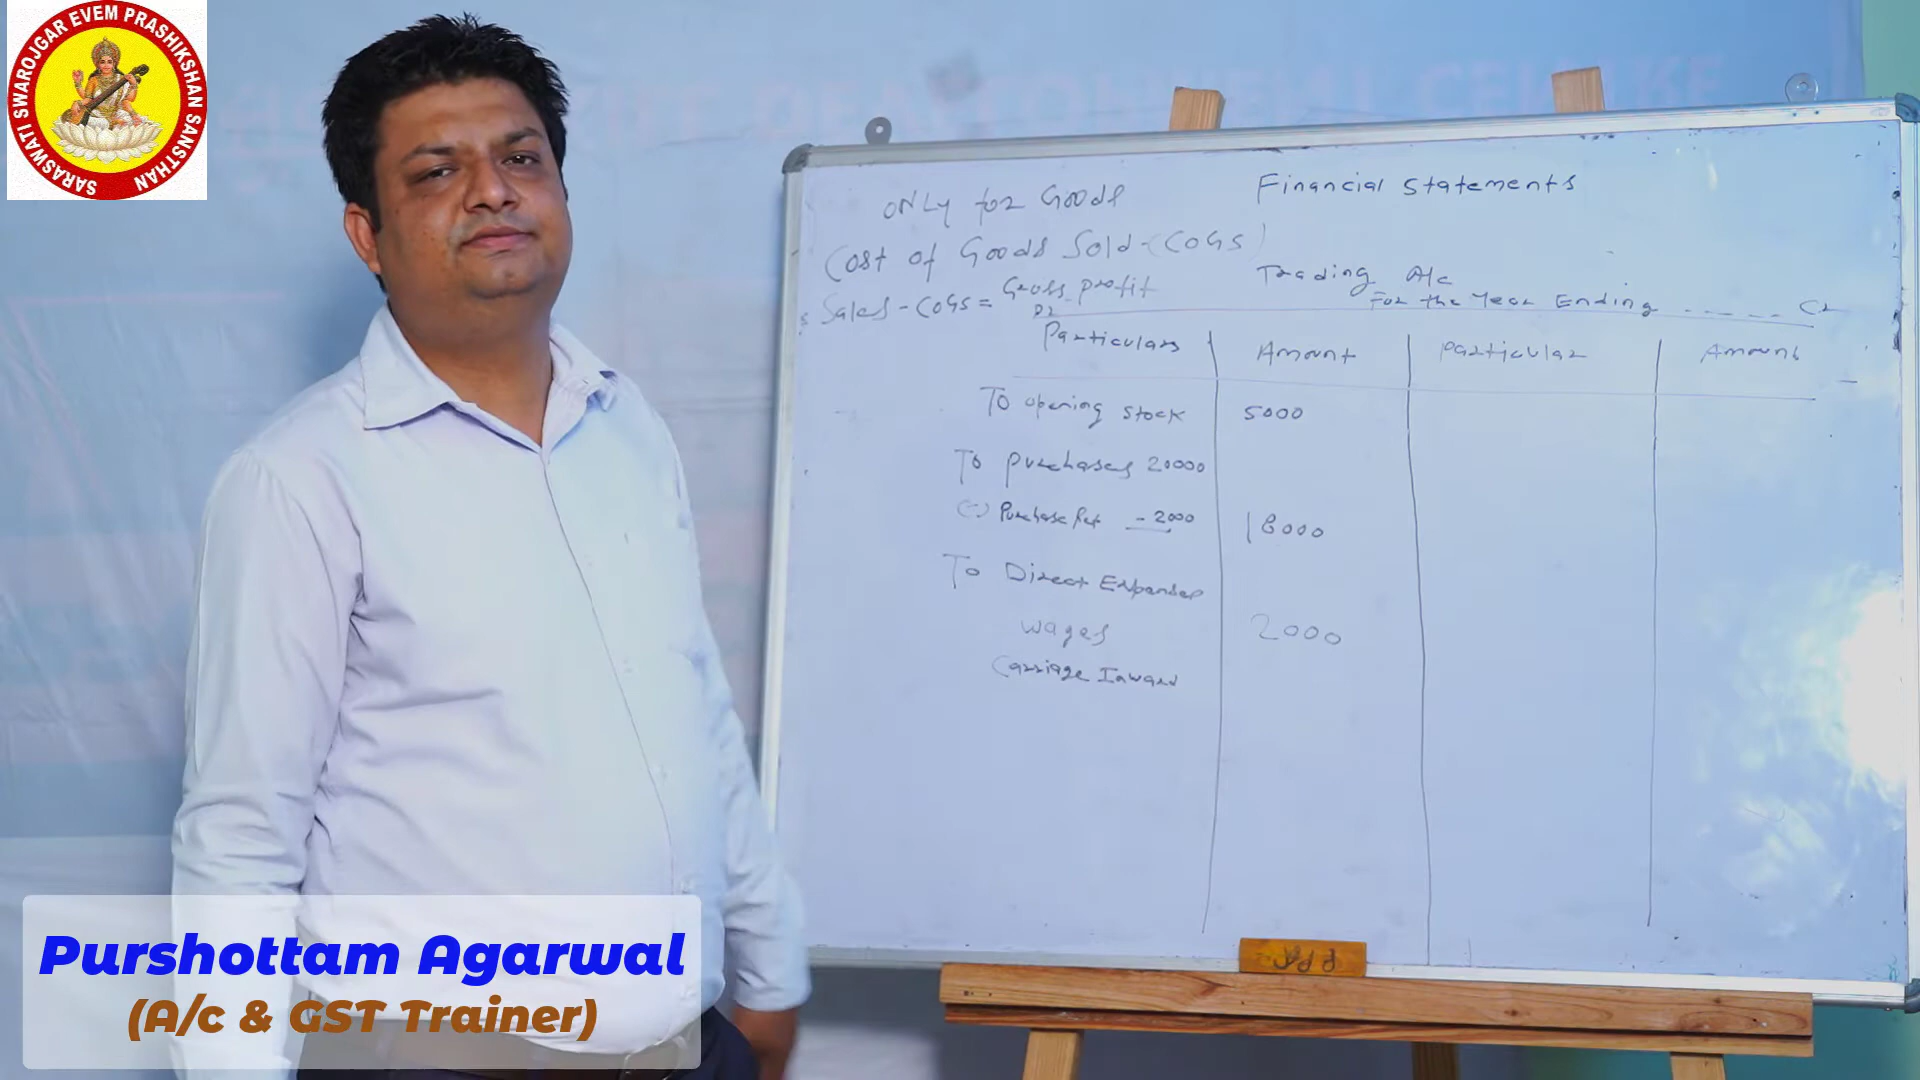 SARASWATI SWAROJGAR EVEM PRASHIKSHAN SANSTHAN
ONLY for Goods
Financial Statements
Cost of Goods Sold - (COGS)
Sales - COGS = Gross profit
Trading A/c
For the Year Ending - - - - -
Dr
Cr
Particulars Amount Particular Amount
To opening stock 5000
To purchases 20000
(-) Purchase Ret - 2000 18000
To Direct Expenses
wages 2000
Carriage Inward
Purshottam Agarwal
(A/c & GST Trainer)